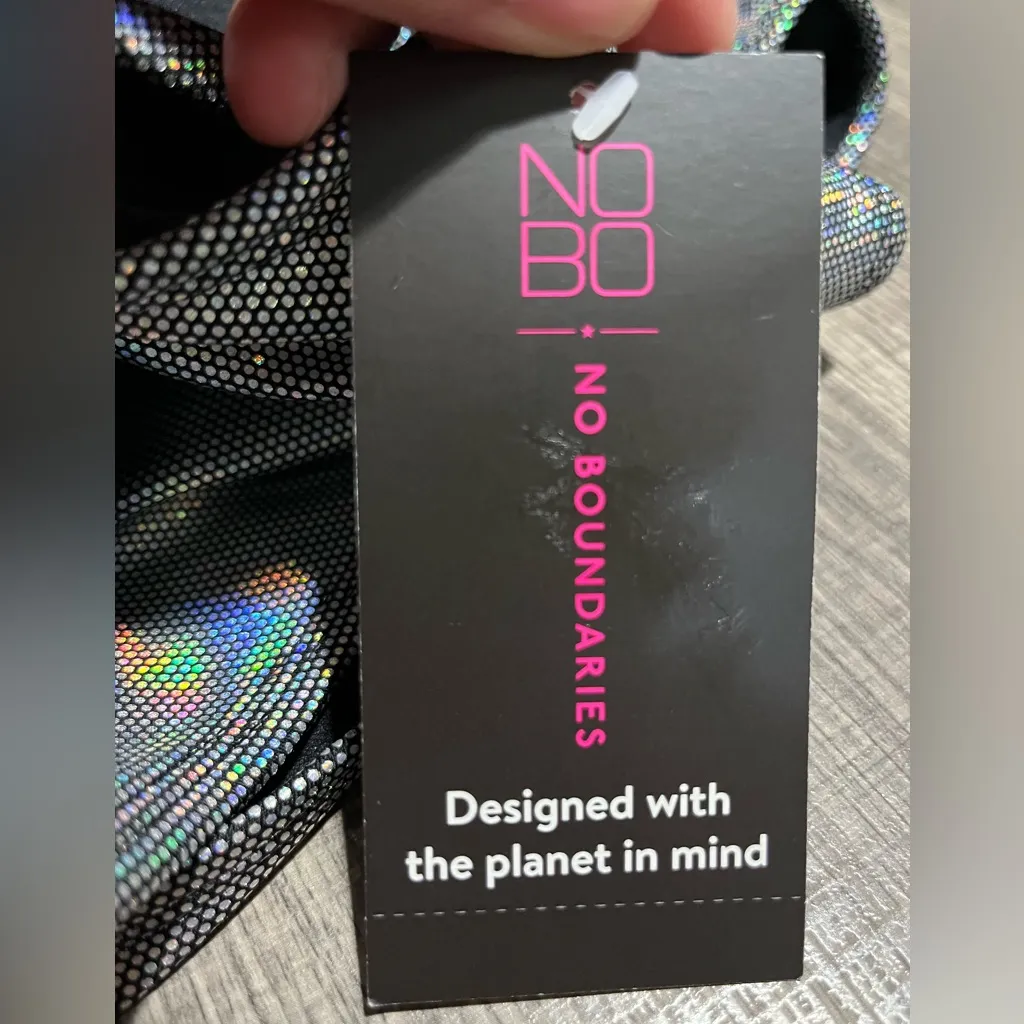 NO
BO
NO BOUNDARIES
Designed with
the planet in mind